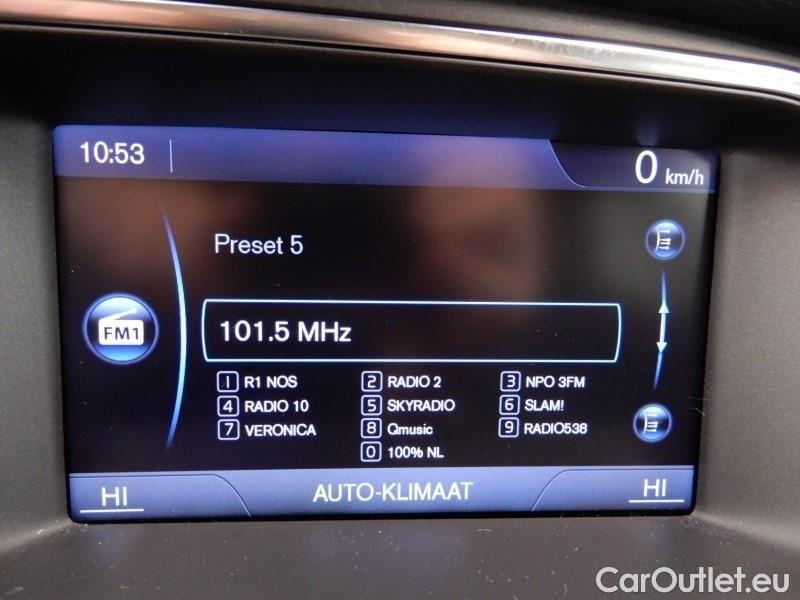 10:53
0 km/h
Preset 5
FM1
101.5 MHz
1 R1 NOS 2 RADIO 2 3 NPO 3FM
4 RADIO 10 5 SKYRADIO 6 SLAM!
7 VERONICA 8 Qmusic 9 RADIO538
0 100% NL
HI AUTO-KLIMAAT HI
CarOutlet.eu